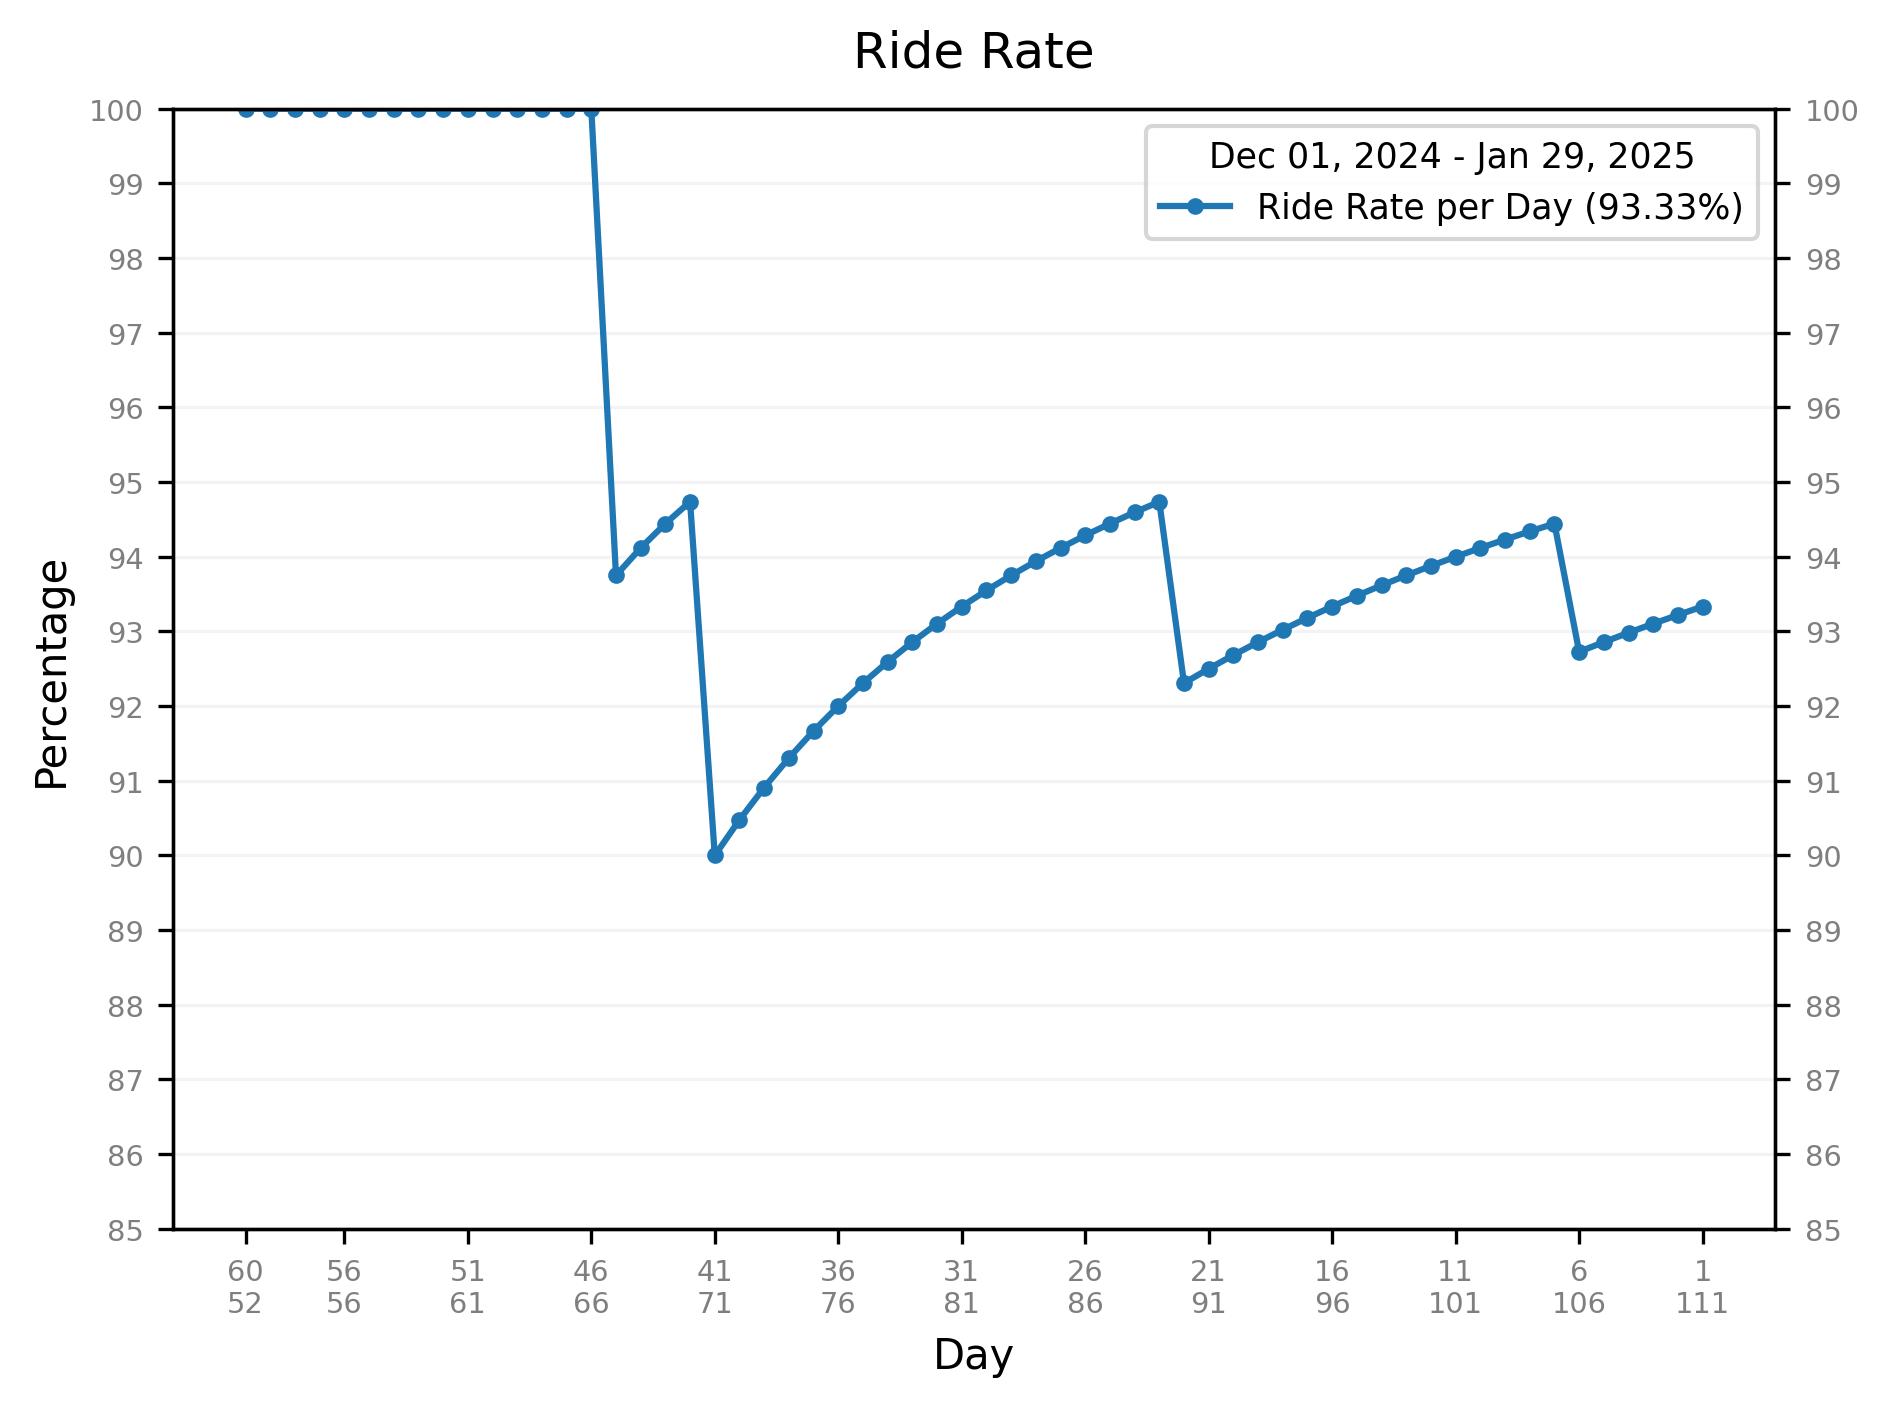 Ride Rate
Dec 01, 2024 - Jan 29, 2025
Ride Rate per Day (93.33%)
Percentage
100 100
99 99
98 98
97 97
96 96
95 95
94 94
93 93
92 92
91 91
90 90
89 89
88 88
87 87
86 86
85 85
60 56 51 46 41 36 31 26 21 16 11 6 1
52 56 61 66 71 76 81 86 91 96 101 106 111
Day